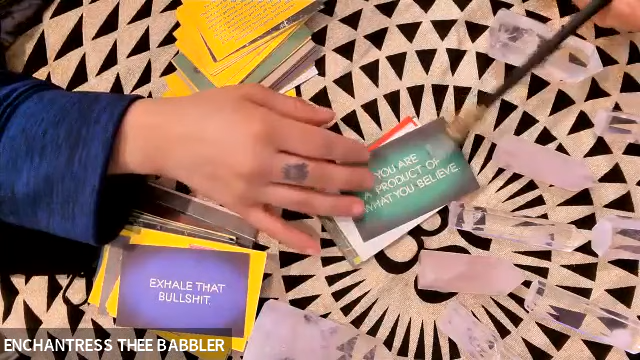 YOU ARE
A PRODUCT OF
WHAT YOU BELIEVE
EXHALE THAT
BULLSHIT.
ENCHANTRESS THEE BABBLER